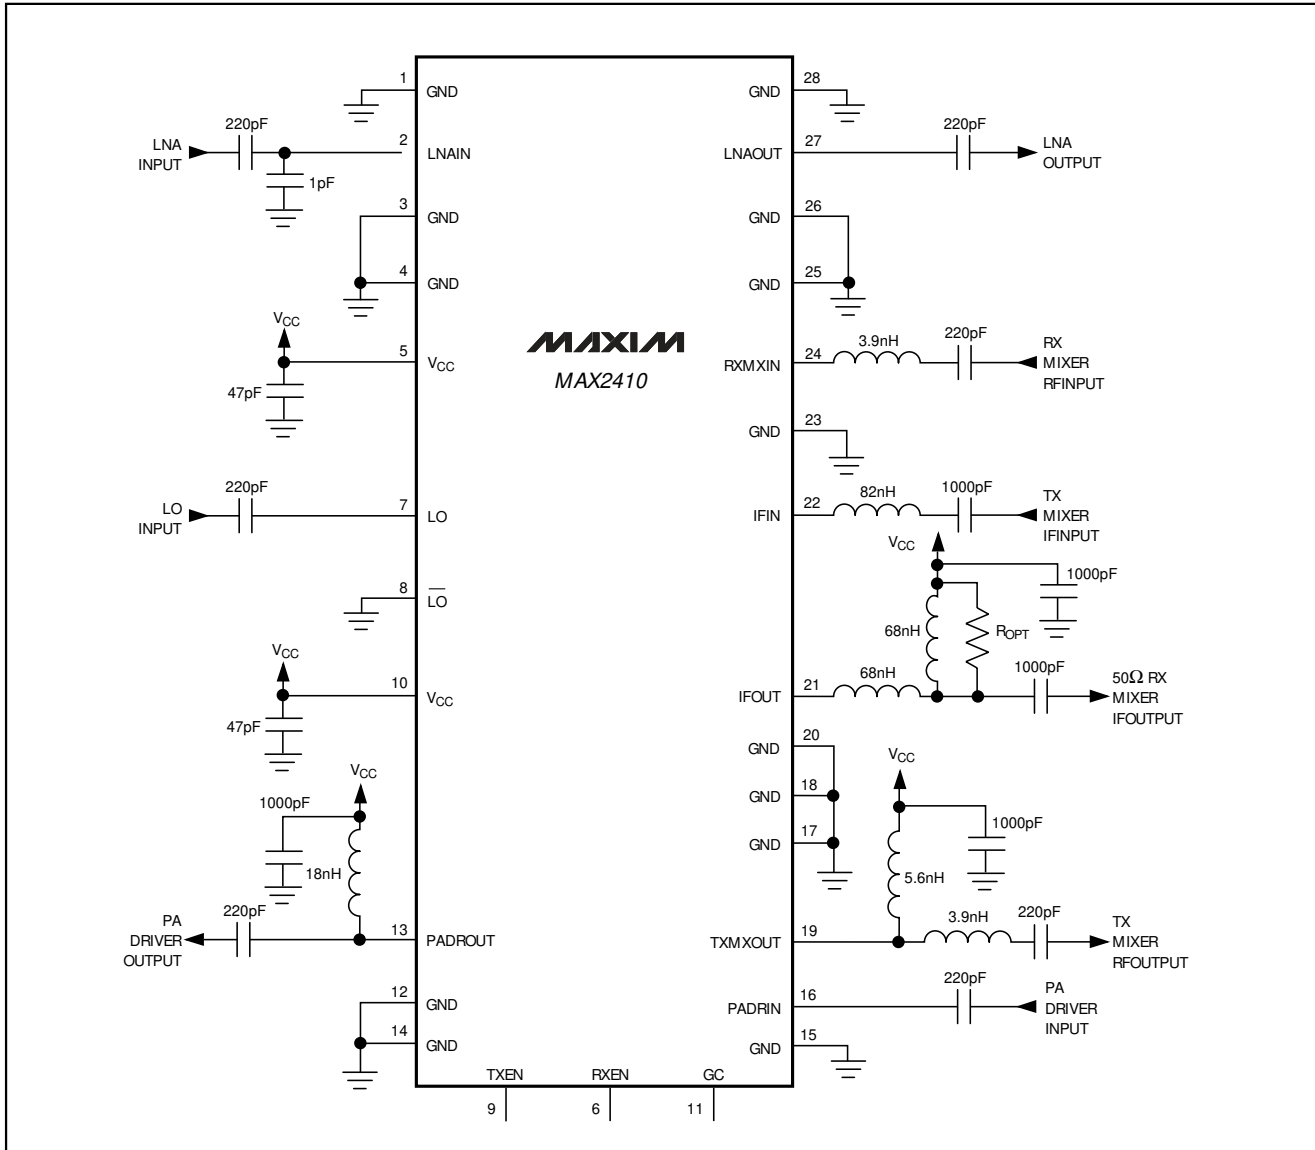 1
GND
28
GND
220pF
LNA
INPUT
2
LNAIN
1pF
LNAOUT
27
220pF
LNA
OUTPUT
3
GND
4
GND
GND
26
GND
25
VCC
5
VCC
47pF
MAXIM
MAX2410
RXMXIN
24
3.9nH
220pF
RX
MIXER
RFINPUT
GND
23
220pF
LO
INPUT
7
LO
IFIN
22
82nH
1000pF
TX
MIXER
IFINPUT
VCC
1000pF
68nH
ROPT
8
L̅O̅
VCC
10
VCC
47pF
IFOUT
21
68nH
1000pF
50Ω RX
MIXER
IFOUTPUT
GND
20
GND
18
GND
17
VCC
1000pF
18nH
VCC
1000pF
5.6nH
220pF
PA
DRIVER
OUTPUT
13
PADROUT
TXMXOUT
19
3.9nH
220pF
TX
MIXER
RFOUTPUT
12
GND
14
GND
PADRIN
16
220pF
PA
DRIVER
INPUT
GND
15
TXEN
RXEN
GC
9
6
11